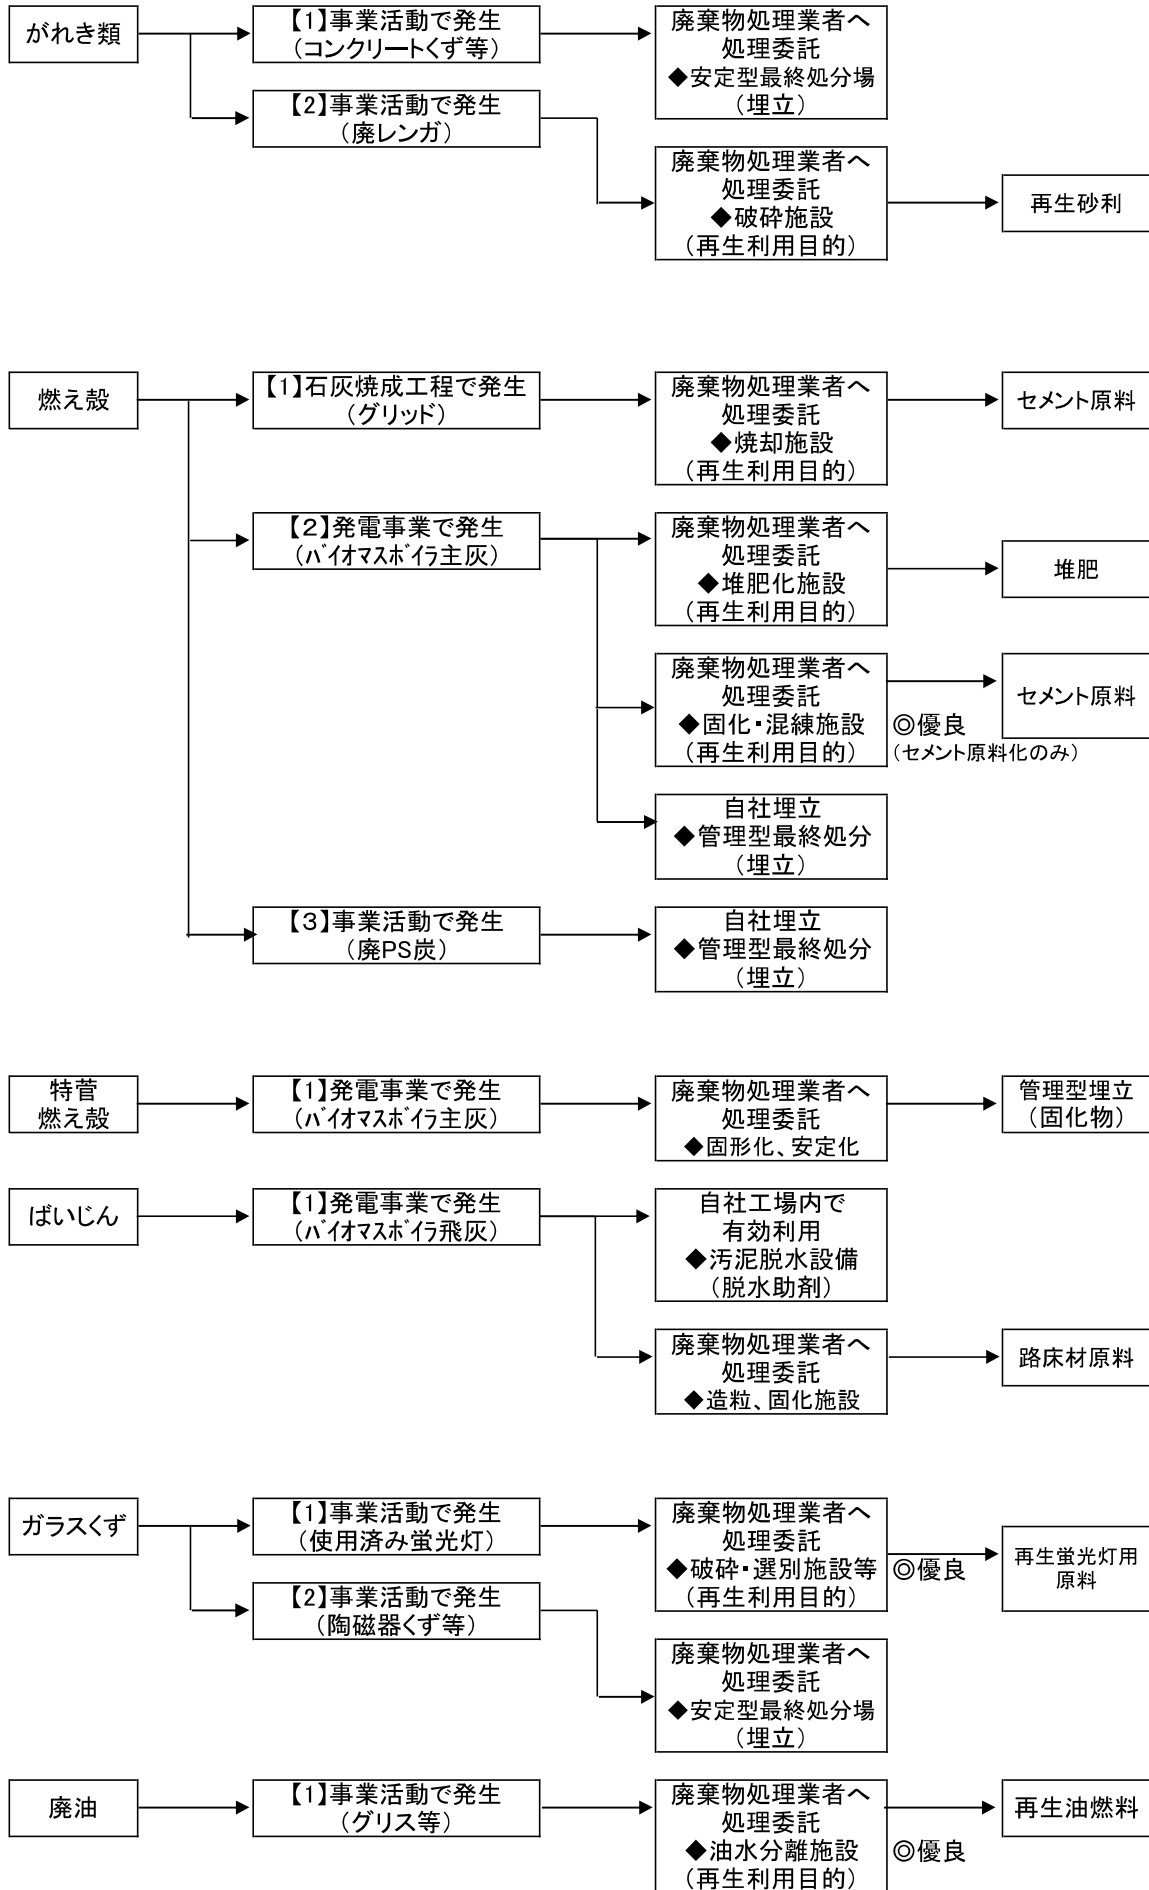 がれき類
【1】事業活動で発生
（コンクリートくず等）
廃棄物処理業者へ
処理委託
◆安定型最終処分場
（埋立）
【2】事業活動で発生
（廃レンガ）
廃棄物処理業者へ
処理委託
◆破砕施設
（再生利用目的）
再生砂利
燃え殻
【1】石灰焼成工程で発生
（グリッド）
廃棄物処理業者へ
処理委託
◆焼却施設
（再生利用目的）
セメント原料
【２】発電事業で発生
（ﾊﾞｲｵﾏｽﾎﾞｲﾗ主灰）
廃棄物処理業者へ
処理委託
◆堆肥化施設
（再生利用目的）
堆肥
廃棄物処理業者へ
処理委託
◆固化・混練施設
（再生利用目的）
◎優良
（セメント原料化のみ）
セメント原料
自社埋立
◆管理型最終処分
（埋立）
【３】事業活動で発生
（廃PS炭）
自社埋立
◆管理型最終処分
（埋立）
特菅
燃え殻
【1】発電事業で発生
（ﾊﾞｲｵﾏｽﾎﾞｲﾗ主灰）
廃棄物処理業者へ
処理委託
◆固形化、安定化
管理型埋立
（固化物）
ばいじん
【1】発電事業で発生
（ﾊﾞｲｵﾏｽﾎﾞｲﾗ飛灰）
自社工場内で
有効利用
◆汚泥脱水設備
（脱水助剤）
廃棄物処理業者へ
処理委託
◆造粒、固化施設
路床材原料
ガラスくず
【1】事業活動で発生
（使用済み蛍光灯）
廃棄物処理業者へ
処理委託
◆破砕・選別施設等
（再生利用目的）
◎優良
再生蛍光灯用
原料
【2】事業活動で発生
（陶磁器くず等）
廃棄物処理業者へ
処理委託
◆安定型最終処分場
（埋立）
廃油
【1】事業活動で発生
（グリス等）
廃棄物処理業者へ
処理委託
◆油水分離施設
（再生利用目的）
◎優良
再生油燃料